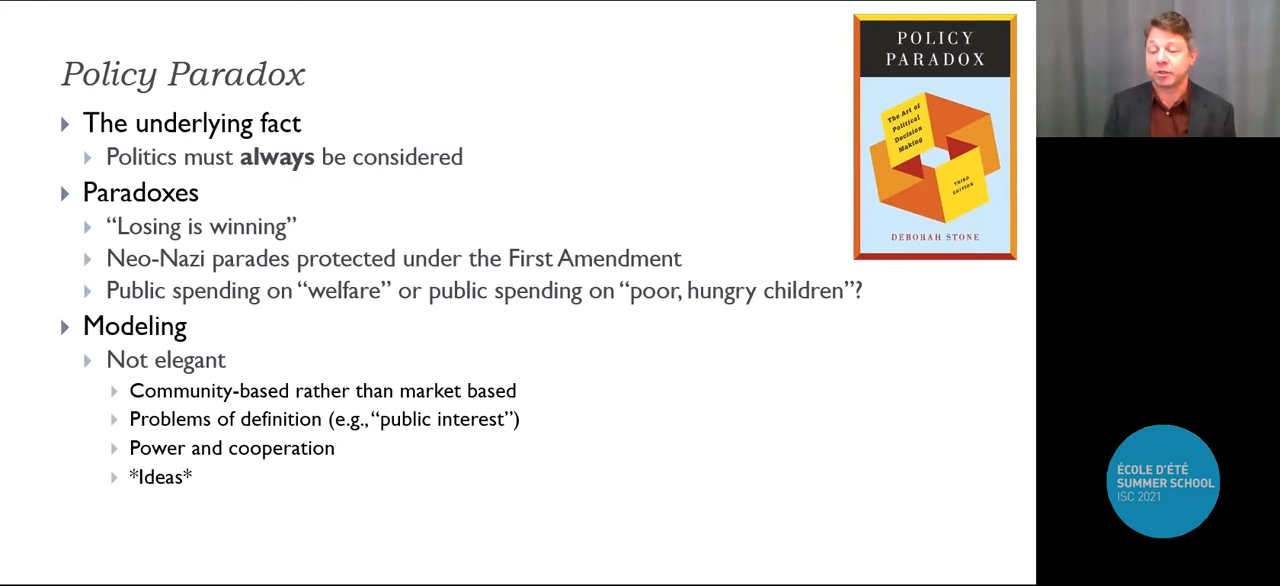 Policy Paradox
The underlying fact
Politics must always be considered
Paradoxes
“Losing is winning”
Neo-Nazi parades protected under the First Amendment
Public spending on “welfare” or public spending on “poor, hungry children”?
Modeling
Not elegant
Community-based rather than market based
Problems of definition (e.g., “public interest”)
Power and cooperation
*Ideas*
POLICY
PARADOX
The Art of
Political
Decision
Making
THIRD
EDITION
DEBORAH STONE
ÉCOLE D’ÉTÉ
SUMMER SCHOOL
ISC 2021